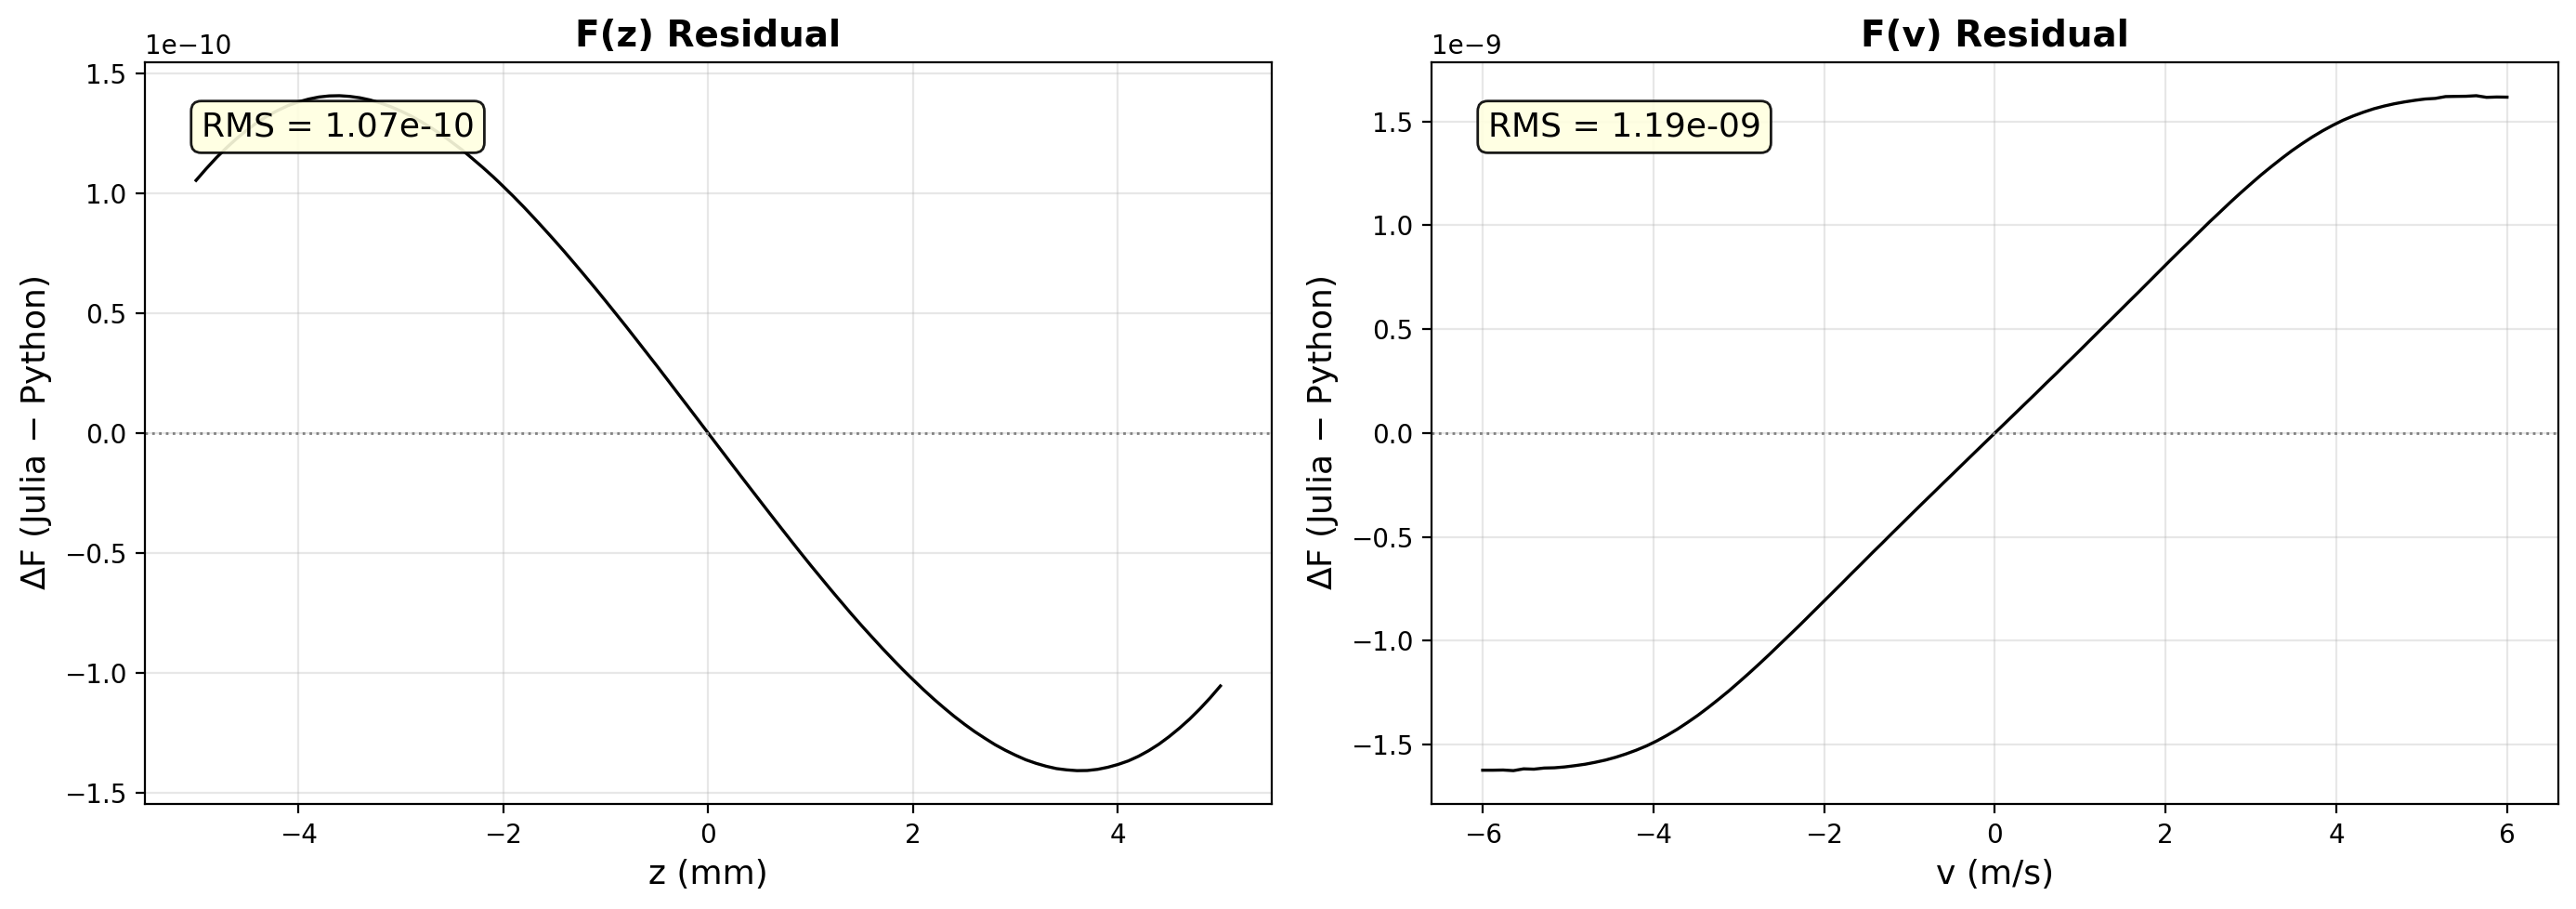 F(z) Residual
1e−10
1.5
1.0
0.5
0.0
−0.5
−1.0
−1.5
ΔF (Julia − Python)
RMS = 1.07e-10
−4
−2
0
2
4
z (mm)
F(v) Residual
1e−9
1.5
1.0
0.5
0.0
−0.5
−1.0
−1.5
ΔF (Julia − Python)
RMS = 1.19e-09
−6
−4
−2
0
2
4
6
v (m/s)